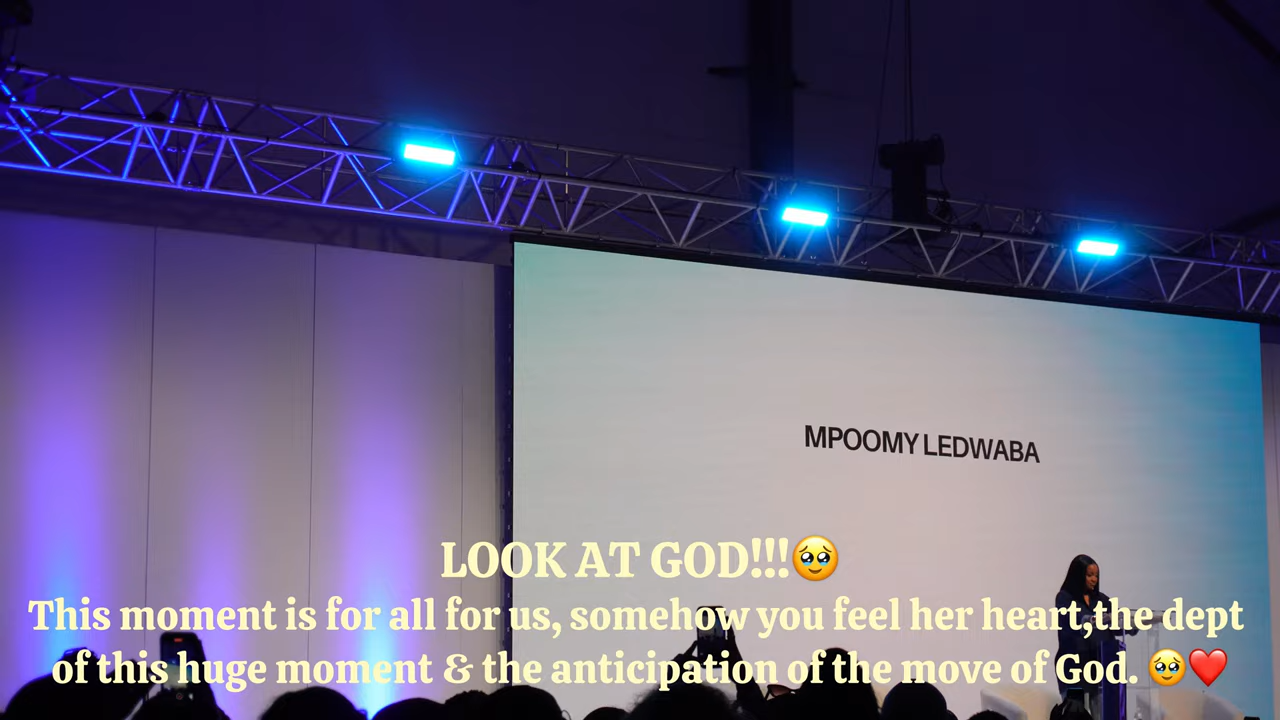 MPOOMY LEDWABA
LOOK AT GOD!!!🥹
This moment is for all for us, somehow you feel her heart,the dept
of this huge moment & the anticipation of the move of God. 🥹❤️